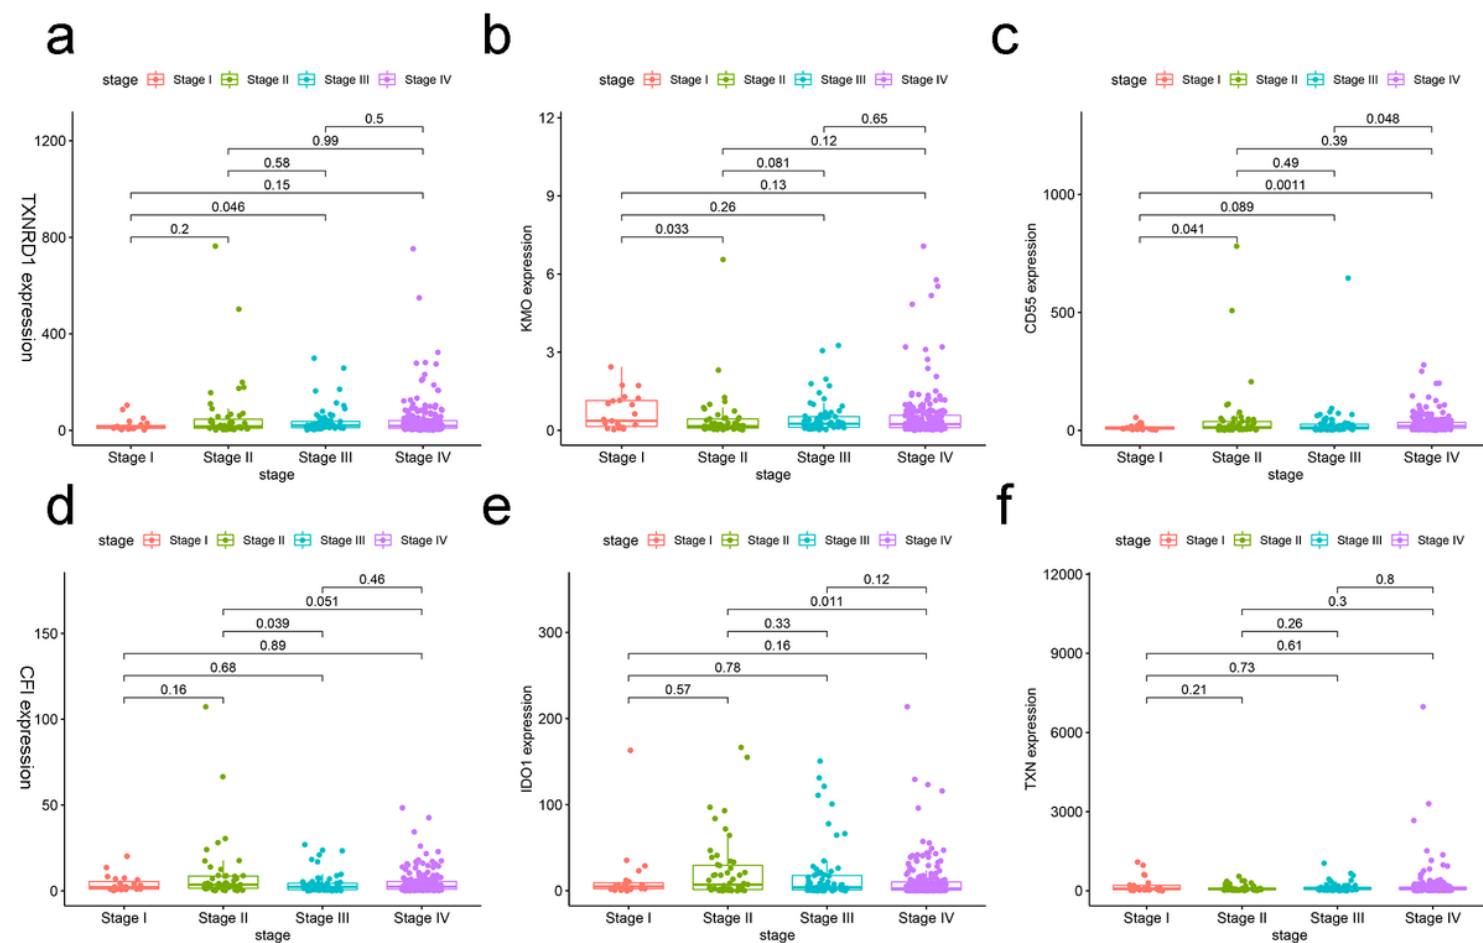 a
stage Stage I Stage II Stage III Stage IV
TXNRD1 expression
1200
800
400
0
0.5
0.99
0.58
0.15
0.046
0.2
Stage I Stage II Stage III Stage IV
stage
b
stage Stage I Stage II Stage III Stage IV
KMO expression
12
9
6
3
0
0.65
0.12
0.081
0.13
0.26
0.033
Stage I Stage II Stage III Stage IV
stage
c
stage Stage I Stage II Stage III Stage IV
CD55 expression
1000
500
0
0.048
0.39
0.49
0.0011
0.089
0.041
Stage I Stage II Stage III Stage IV
stage
d
stage Stage I Stage II Stage III Stage IV
CFI expression
150
100
50
0
0.46
0.051
0.039
0.89
0.68
0.16
Stage I Stage II Stage III Stage IV
stage
e
stage Stage I Stage II Stage III Stage IV
IDO1 expression
300
200
100
0
0.12
0.011
0.33
0.16
0.78
0.57
Stage I Stage II Stage III Stage IV
stage
f
stage Stage I Stage II Stage III Stage IV
TXN expression
12000
9000
6000
3000
0
0.8
0.3
0.26
0.61
0.73
0.21
Stage I Stage II Stage III Stage IV
stage